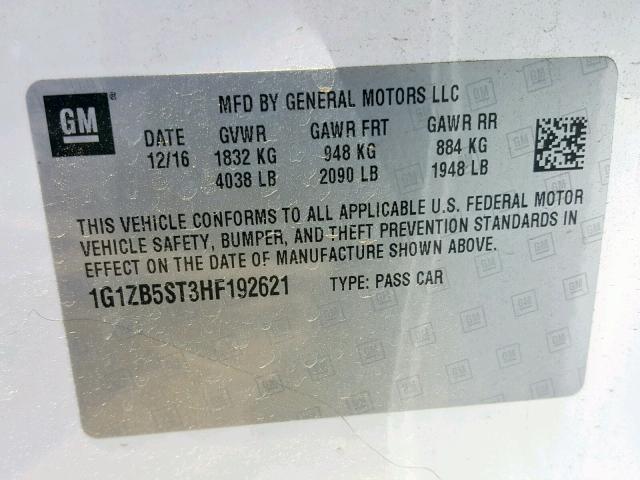 GM®
MFD BY GENERAL MOTORS LLC
DATE GVWR GAWR FRT GAWR RR
12/16 1832 KG 948 KG 884 KG
4038 LB 2090 LB 1948 LB
THIS VEHICLE CONFORMS TO ALL APPLICABLE U.S. FEDERAL MOTOR
VEHICLE SAFETY, BUMPER, AND THEFT PREVENTION STANDARDS IN
EFFECT ON THE DATE OF MANUFACTURE SHOWN ABOVE.
1G1ZB5ST3HF192621 TYPE: PASS CAR